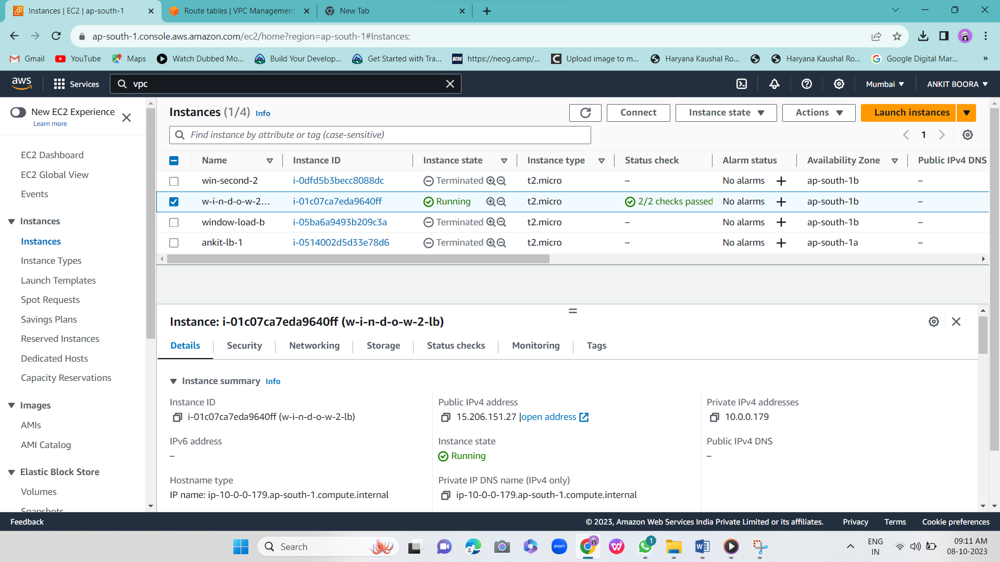 Instances | EC2 | ap-south-1
Route tables | VPC Management
New Tab
ap-south-1.console.aws.amazon.com/ec2/home?region=ap-south-1#Instances:
Gmail
YouTube
Maps
Watch Dubbed Mo...
Build Your Develop...
Get Started with Tra...
NEOG
https://neog.camp/...
Upload image to m...
Haryana Kaushal Ro...
Haryana Kaushal Ro...
Google Digital Mar...
»
aws
Services
vpc
Mumbai
ANKIT BOORA
New EC2 Experience
Learn more
EC2 Dashboard
EC2 Global View
Events
Instances
Instances
Instance Types
Launch Templates
Spot Requests
Savings Plans
Reserved Instances
Dedicated Hosts
Capacity Reservations
Images
AMIs
AMI Catalog
Elastic Block Store
Volumes
Snapshots
Instances (1/4) Info
Connect
Instance state
Actions
Launch instances
Find instance by attribute or tag (case-sensitive)
1
Name Instance ID Instance state Instance type Status check Alarm status Availability Zone Public IPv4 DNS
win-second-2 i-0dfd5b3becc8088dc Terminated t2.micro – No alarms + ap-south-1b –
w-i-n-d-o-w-2... i-01c07ca7eda9640ff Running t2.micro 2/2 checks passed No alarms + ap-south-1b –
window-load-b i-05ba6a9493b209c3a Terminated t2.micro – No alarms + ap-south-1b –
ankit-lb-1 i-0514002d5d33e78d6 Terminated t2.micro – No alarms + ap-south-1a –
Instance: i-01c07ca7eda9640ff (w-i-n-d-o-w-2-lb)
Details Security Networking Storage Status checks Monitoring Tags
Instance summary Info
Instance ID
i-01c07ca7eda9640ff (w-i-n-d-o-w-2-lb)
Public IPv4 address
15.206.151.27 |open address
Private IPv4 addresses
10.0.0.179
IPv6 address
–
Instance state
Running
Public IPv4 DNS
–
Hostname type
IP name: ip-10-0-0-179.ap-south-1.compute.internal
Private IP DNS name (IPv4 only)
ip-10-0-0-179.ap-south-1.compute.internal
Feedback
© 2023, Amazon Web Services India Private Limited or its affiliates.
Privacy
Terms
Cookie preferences
Search
zoom
1
ENG
IN
09:11 AM
08-10-2023